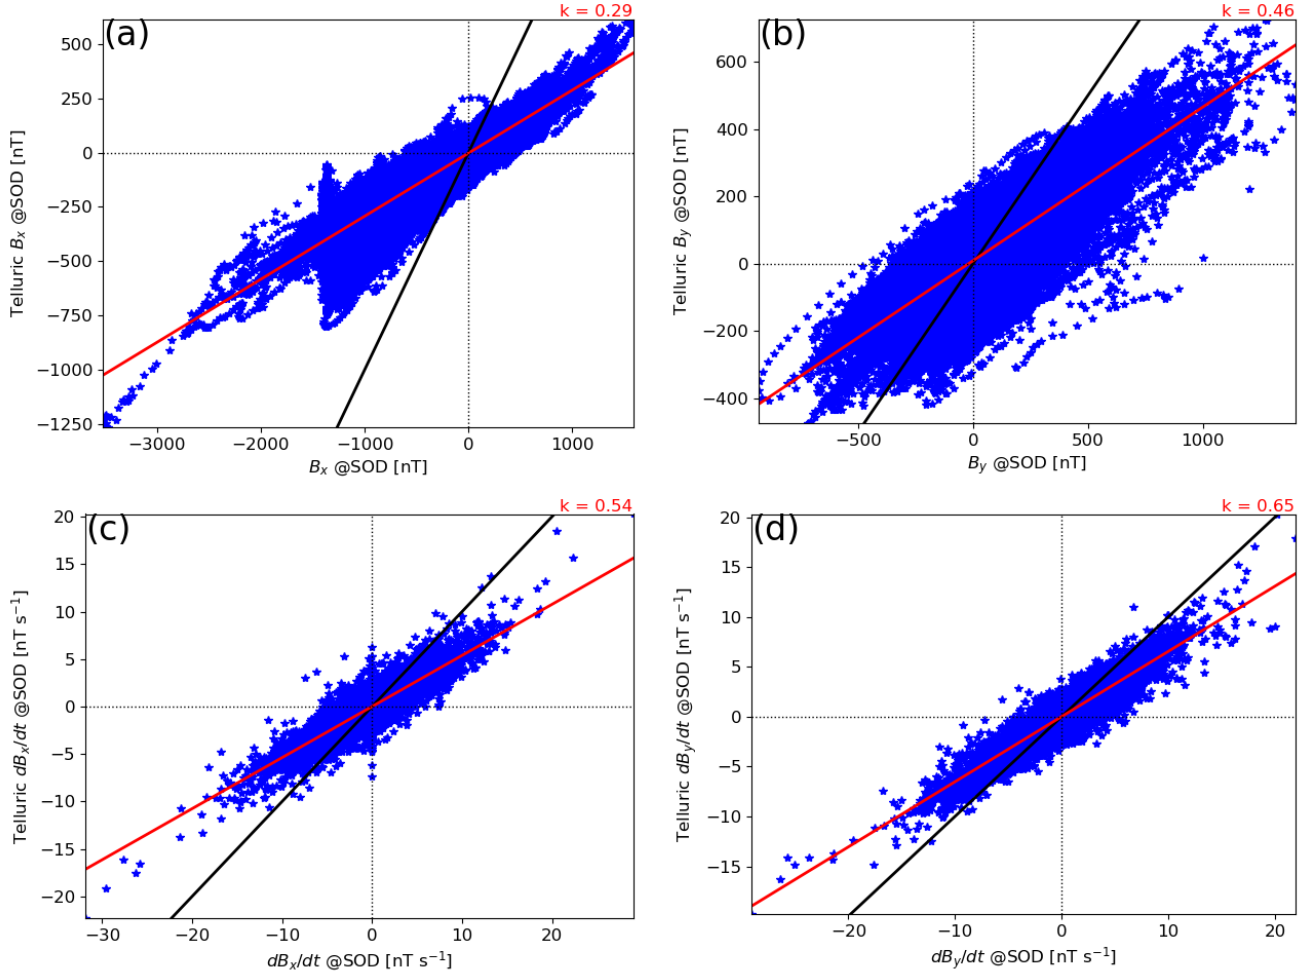 k = 0.29
(a)
500
250
0
−250
−500
−750
−1000
−1250
Telluric Bx @SOD [nT]
−3000 −2000 −1000 0 1000
Bx @SOD [nT]
k = 0.46
(b)
600
400
200
0
−200
−400
Telluric By @SOD [nT]
−500 0 500 1000
By @SOD [nT]
k = 0.54
(c)
20
15
10
5
0
−5
−10
−15
−20
Telluric dBx/dt @SOD [nT s⁻¹]
−30 −20 −10 0 10 20
dBx/dt @SOD [nT s⁻¹]
k = 0.65
(d)
20
15
10
5
0
−5
−10
−15
Telluric dBy/dt @SOD [nT s⁻¹]
−20 −10 0 10 20
dBy/dt @SOD [nT s⁻¹]